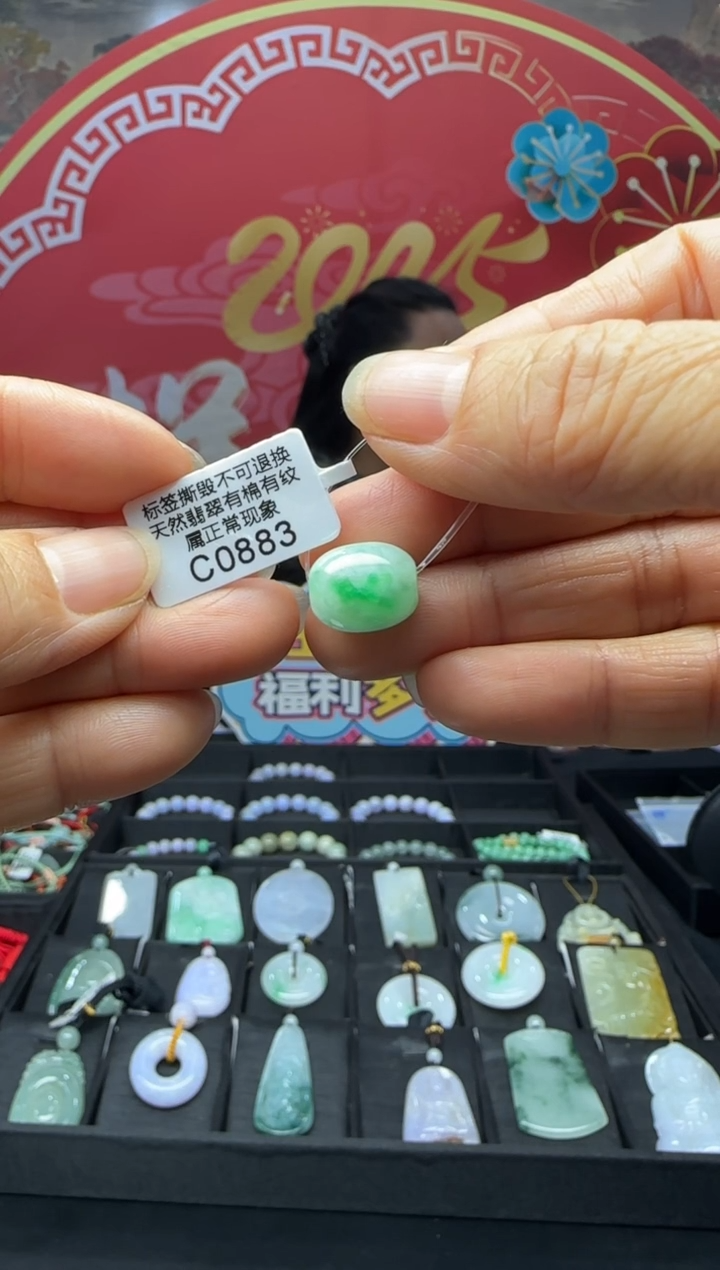 2025
标签撕毁不可退换
天然翡翠有棉有纹
属正常现象
C0883
福利